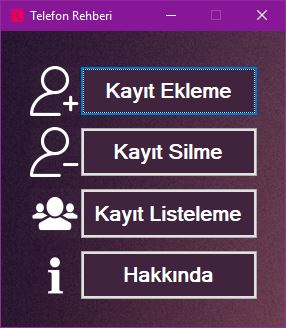 Telefon Rehberi
Kayıt Ekleme
Kayıt Silme
Kayıt Listeleme
Hakkında